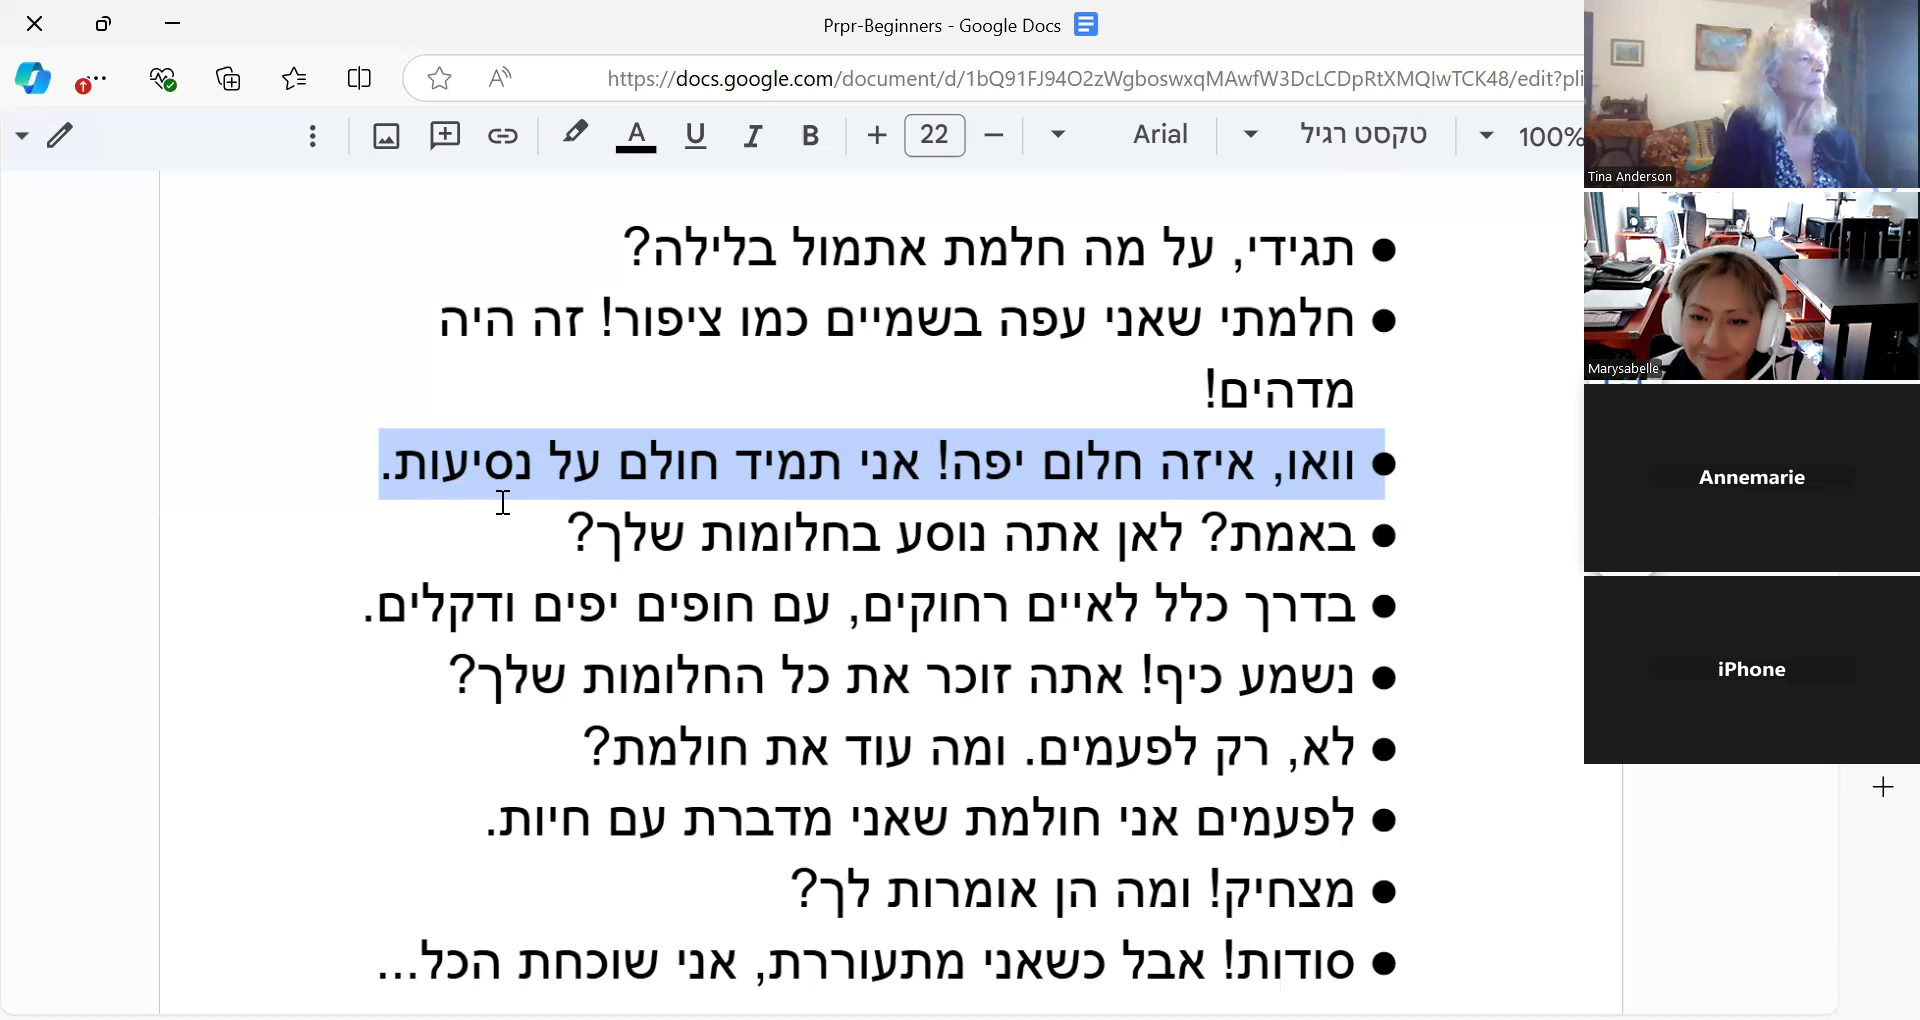 Prpr-Beginners - Google Docs
https://docs.google.com/document/d/1bQ91FJ94O2zWgboswxqMAwfW3DcLCDpRtXMQIwTCK48/edit?pli
100%
טקסט רגיל
Arial
22
B I U A
● תגידי, על מה חלמת אתמול בלילה?
● חלמתי שאני עפה בשמיים כמו ציפור! זה היה
מדהים!
● וואו, איזה חלום יפה! אני תמיד חולם על נסיעות.
● באמת? לאן אתה נוסע בחלומות שלך?
● בדרך כלל לאיים רחוקים, עם חופים יפים ודקלים.
● נשמע כיף! אתה זוכר את כל החלומות שלך?
● לא, רק לפעמים. ומה עוד את חולמת?
● לפעמים אני חולמת שאני מדברת עם חיות.
● מצחיק! ומה הן אומרות לך?
● סודות! אבל כשאני מתעוררת, אני שוכחת הכל...
Tina Anderson
Marysabelle
Annemarie
iPhone